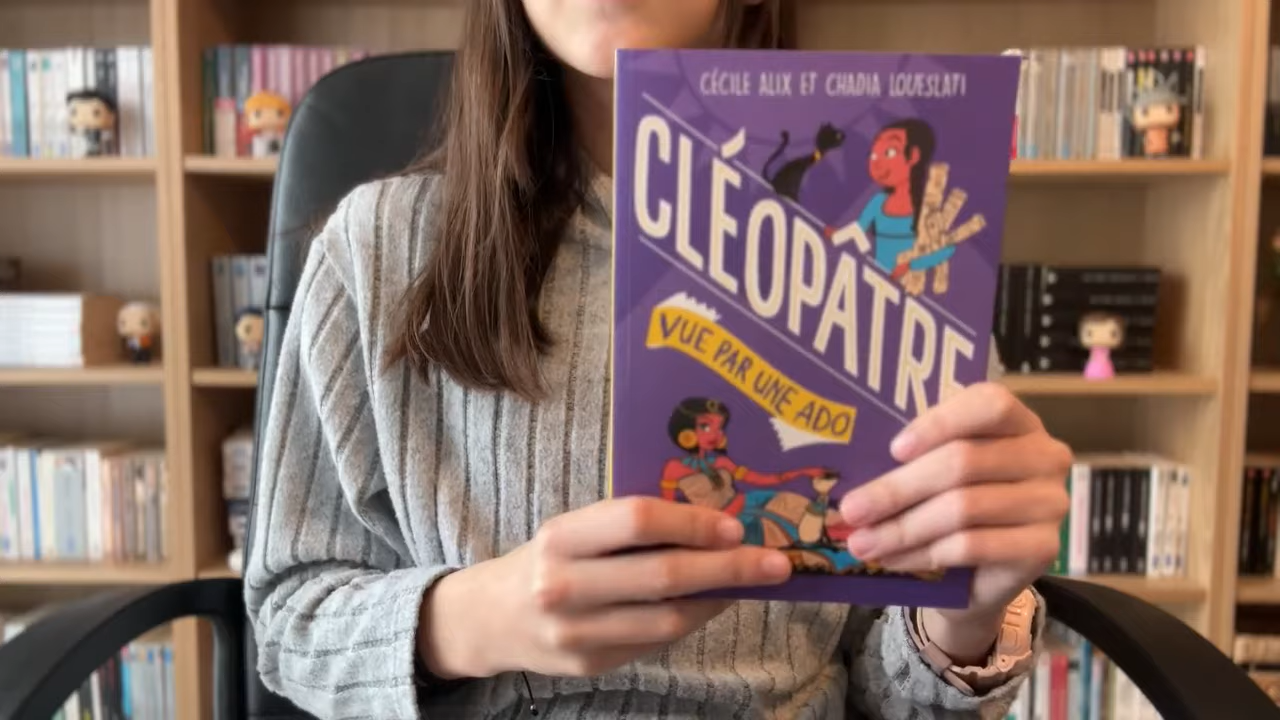 CÉCILE ALIX ET CHADIA LOUESLATI
CLÉOPÂTRE
VUE PAR UNE ADO